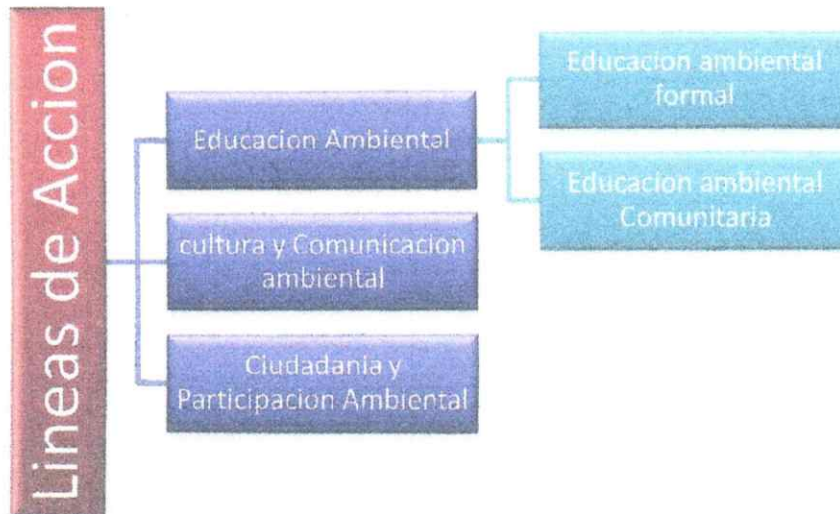 Lineas de Accion
Educacion Ambiental
Educacion ambiental
formal
Educacion ambiental
Comunitaria
cultura y Comunicacion
ambiental
Ciudadania y
Participacion Ambiental